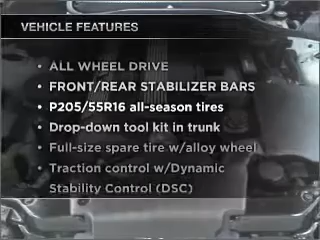 VEHICLE FEATURES
• ALL WHEEL DRIVE
• FRONT/REAR STABILIZER BARS
• P205/55R16 all-season tires
• Drop-down tool kit in trunk
• Full-size spare tire w/alloy wheel
• Traction control w/Dynamic
Stability Control (DSC)